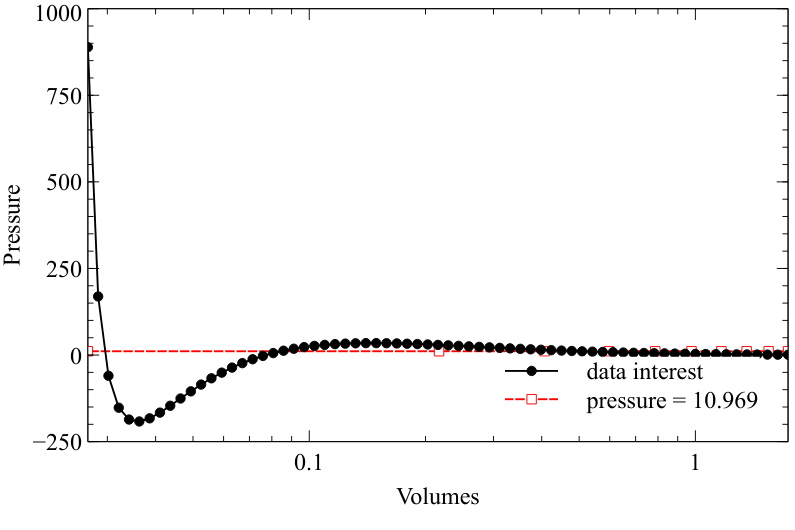 1000
750
500
250
0
−250
Pressure
0.1
1
Volumes
data interest
pressure = 10.969